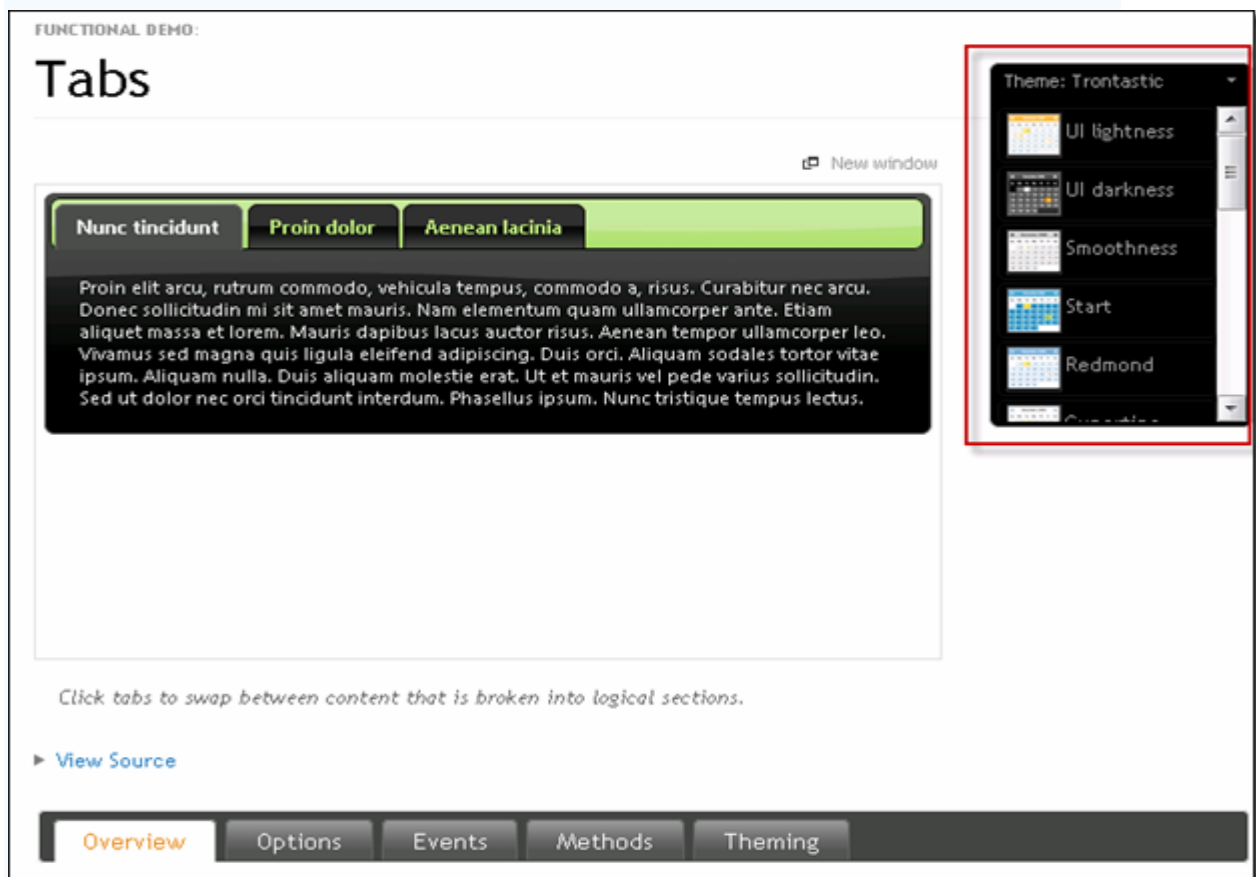 FUNCTIONAL DEMO:
Tabs
New window
Nunc tincidunt
Proin dolor
Aenean lacinia
Proin elit arcu, rutrum commodo, vehicula tempus, commodo a, risus. Curabitur nec arcu.
Donec sollicitudin mi sit amet mauris. Nam elementum quam ullamcorper ante. Etiam
aliquet massa et lorem. Mauris dapibus lacus auctor risus. Aenean tempor ullamcorper leo.
Vivamus sed magna quis ligula eleifend adipiscing. Duis orci. Aliquam sodales tortor vitae
ipsum. Aliquam nulla. Duis aliquam molestie erat. Ut et mauris vel pede varius sollicitudin.
Sed ut dolor nec orci tincidunt interdum. Phasellus ipsum. Nunc tristique tempus lectus.
Theme: Trontastic
UI lightness
UI darkness
Smoothness
Start
Redmond
Click tabs to swap between content that is broken into logical sections.
View Source
Overview
Options
Events
Methods
Theming